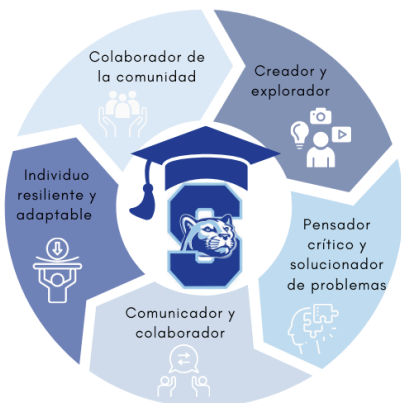 Colaborador de
la comunidad
Creador y
explorador
Pensador
crítico y
solucionador
de problemas
Comunicador y
colaborador
Individuo
resiliente y
adaptable
S